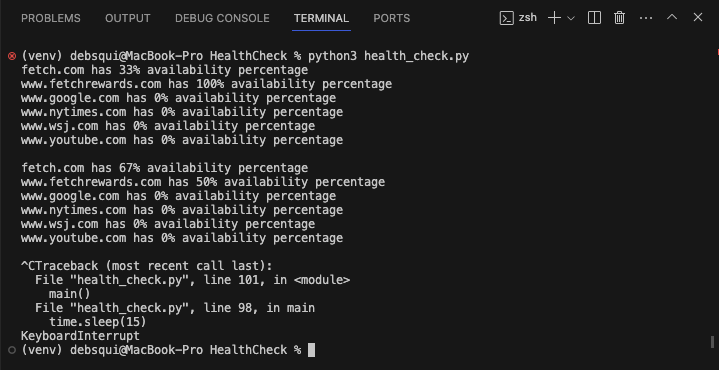 PROBLEMS OUTPUT DEBUG CONSOLE TERMINAL PORTS zsh
(venv) debsqui@MacBook-Pro HealthCheck % python3 health_check.py
fetch.com has 33% availability percentage
www.fetchrewards.com has 100% availability percentage
www.google.com has 0% availability percentage
www.nytimes.com has 0% availability percentage
www.wsj.com has 0% availability percentage
www.youtube.com has 0% availability percentage
fetch.com has 67% availability percentage
www.fetchrewards.com has 50% availability percentage
www.google.com has 0% availability percentage
www.nytimes.com has 0% availability percentage
www.wsj.com has 0% availability percentage
www.youtube.com has 0% availability percentage
^CTraceback (most recent call last):
  File "health_check.py", line 101, in <module>
    main()
  File "health_check.py", line 98, in main
    time.sleep(15)
KeyboardInterrupt
(venv) debsqui@MacBook-Pro HealthCheck %